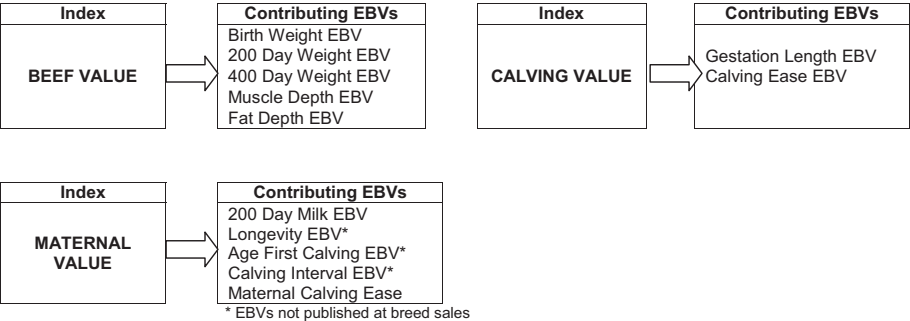 Index
Contributing EBVs
BEEF VALUE
Birth Weight EBV
200 Day Weight EBV
400 Day Weight EBV
Muscle Depth EBV
Fat Depth EBV
Index
Contributing EBVs
CALVING VALUE
Gestation Length EBV
Calving Ease EBV
Index
Contributing EBVs
MATERNAL
VALUE
200 Day Milk EBV
Longevity EBV*
Age First Calving EBV*
Calving Interval EBV*
Maternal Calving Ease
* EBVs not published at breed sales